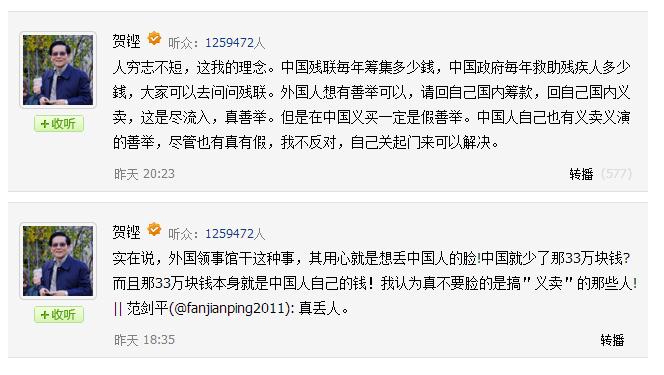 贺铿 听众：1259472人
人穷志不短，这我的理念。中国残联每年筹集多少錢，中国政府每年救助残疾人多少
錢，大家可以去问问残联。外国人想有善举可以，请回自己国内筹款，回自己国内义
卖，这是尽流入，真善举。但是在中国义买一定是假善举。中国人自己也有义卖义演
的善举，尽管也有真有假，我不反对，自己关起门来可以解决。
+收听
昨天 20:23 转播 (577)
贺铿 听众：1259472人
实在说，外国领事馆干这种事，其用心就是想丢中国人的脸!中国就少了那33万块钱?
而且那33万块钱本身就是中国人自己的钱！我认为真不要脸的是搞＂义卖＂的那些人!
|| 范剑平(@fanjianping2011): 真丢人。
+收听
昨天 18:35 转播